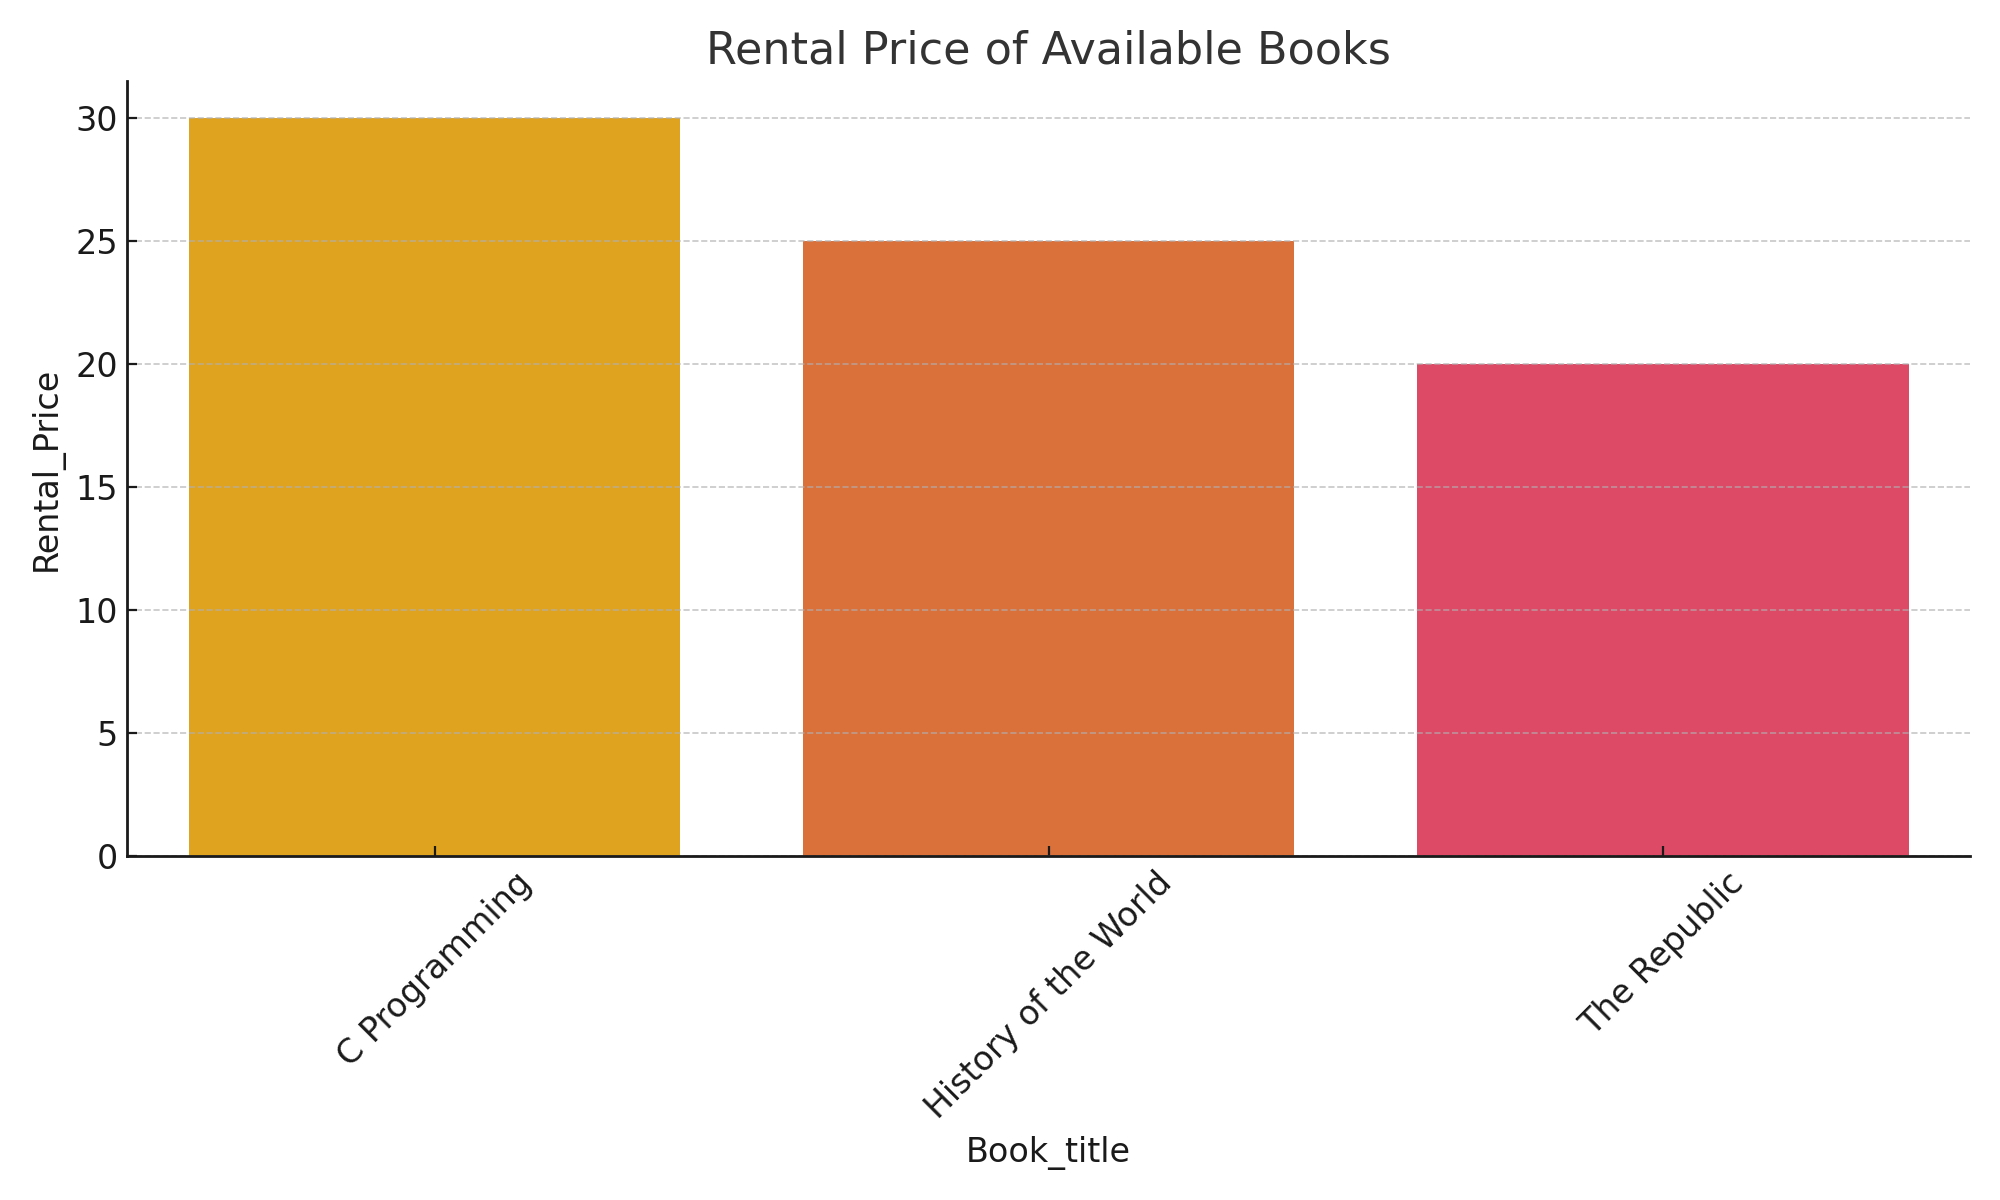 Rental Price of Available Books
Rental_Price
30
25
20
15
10
5
0
C Programming
History of the World
The Republic
Book_title